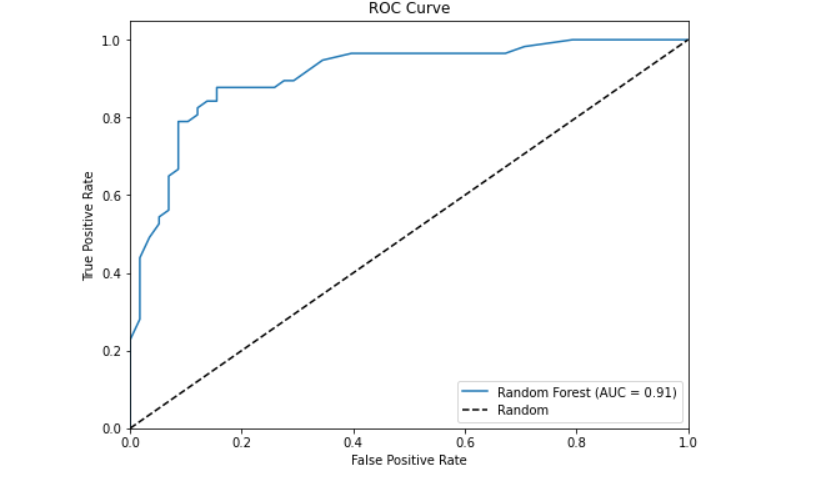 ROC Curve
1.0
0.8
0.6
0.4
0.2
0.0
True Positive Rate
0.0 0.2 0.4 0.6 0.8 1.0
False Positive Rate
Random Forest (AUC = 0.91)
Random